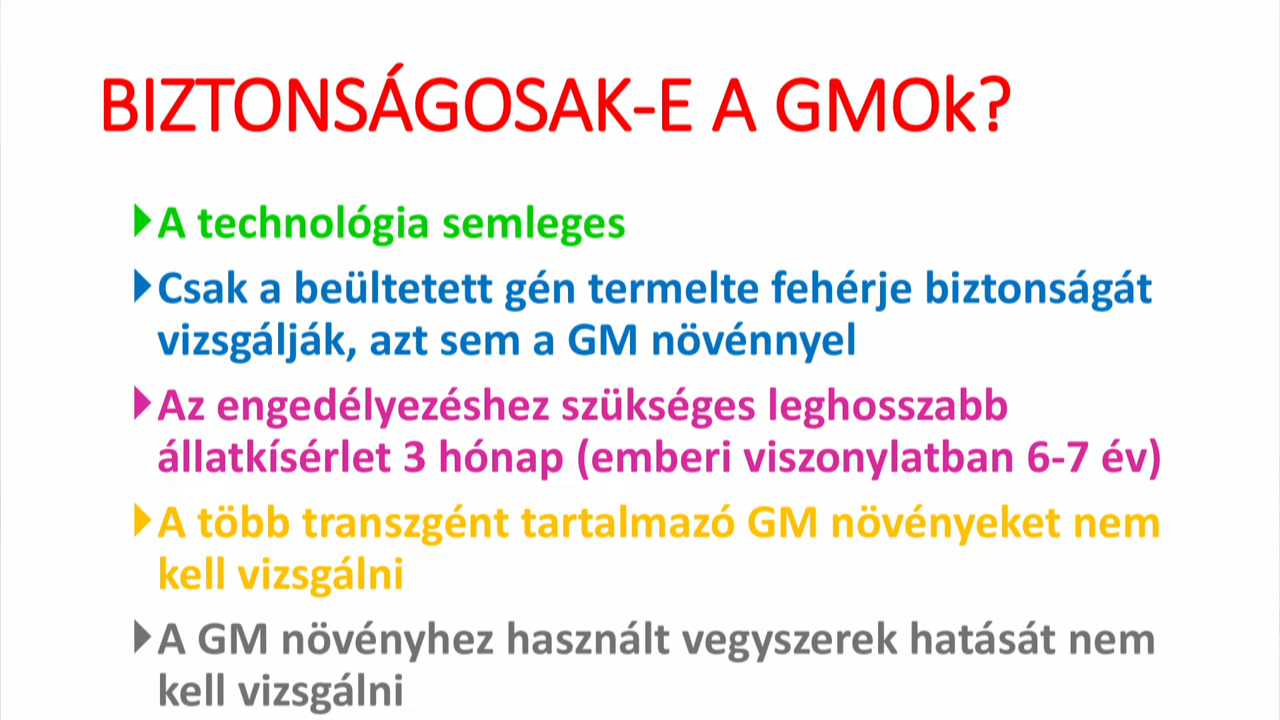 BIZTONSÁGOSAK-E A GMOk?
A technológia semleges
Csak a beültetett gén termelte fehérje biztonságát
vizsgálják, azt sem a GM növénnyel
Az engedélyezéshez szükséges leghosszabb
állatkísérlet 3 hónap (emberi viszonylatban 6-7 év)
A több transzgént tartalmazó GM növényeket nem
kell vizsgálni
A GM növényhez használt vegyszerek hatását nem
kell vizsgálni